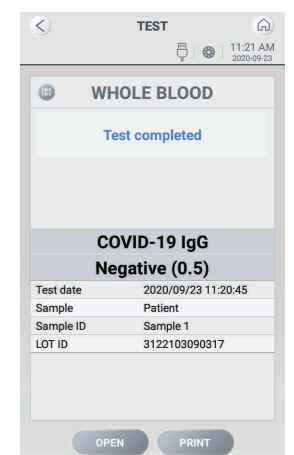 TEST
11:21 AM
2020-09-23
WHOLE BLOOD
Test completed
COVID-19 IgG
Negative (0.5)
Test date 2020/09/23 11:20:45
Sample Patient
Sample ID Sample 1
LOT ID 3122103090317
OPEN PRINT